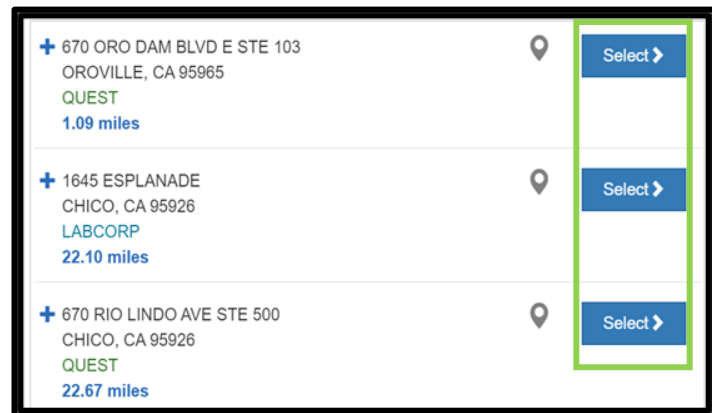 670 ORO DAM BLVD E STE 103
OROVILLE, CA 95965
QUEST
1.09 miles
Select
1645 ESPLANADE
CHICO, CA 95926
LABCORP
22.10 miles
Select
670 RIO LINDO AVE STE 500
CHICO, CA 95926
QUEST
22.67 miles
Select